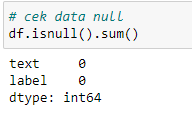 # cek data null
df.isnull().sum()
text     0
label    0
dtype: int64